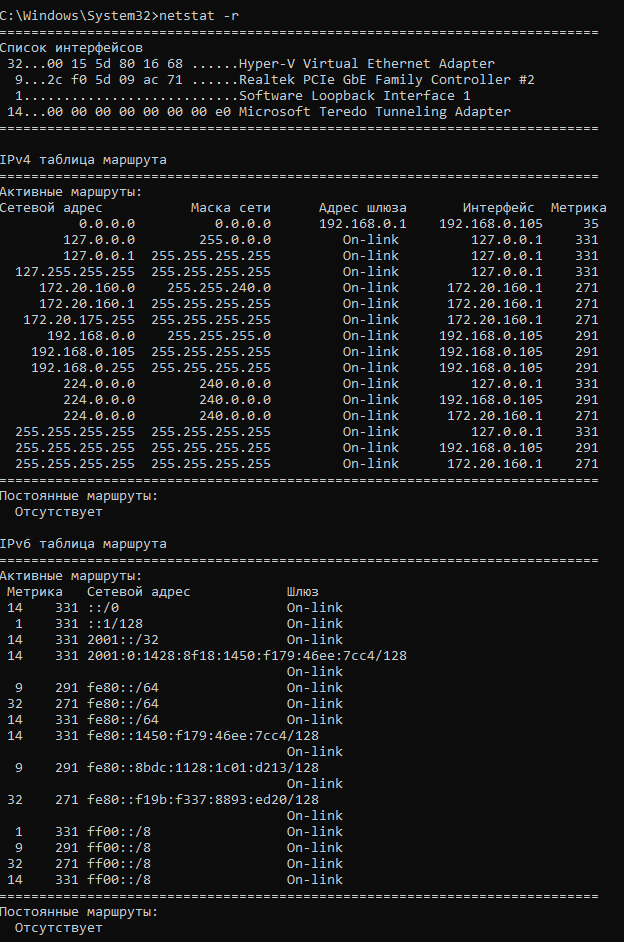 C:\Windows\System32>netstat -r
===========================================================================
Список интерфейсов
 32...00 15 5d 80 16 68 ......Hyper-V Virtual Ethernet Adapter
  9...2c f0 5d 09 ac 71 ......Realtek PCIe GbE Family Controller #2
  1...........................Software Loopback Interface 1
 14...00 00 00 00 00 00 00 e0 Microsoft Teredo Tunneling Adapter
===========================================================================
IPv4 таблица маршрута
===========================================================================
Активные маршруты:
Сетевой адрес           Маска сети      Адрес шлюза       Интерфейс  Метрика
          0.0.0.0          0.0.0.0      192.168.0.1    192.168.0.105     35
        127.0.0.0        255.0.0.0         On-link         127.0.0.1    331
        127.0.0.1  255.255.255.255         On-link         127.0.0.1    331
  127.255.255.255  255.255.255.255         On-link         127.0.0.1    331
     172.20.160.0    255.255.240.0         On-link      172.20.160.1    271
     172.20.160.1  255.255.255.255         On-link      172.20.160.1    271
   172.20.175.255  255.255.255.255         On-link      172.20.160.1    271
      192.168.0.0    255.255.255.0         On-link     192.168.0.105    291
    192.168.0.105  255.255.255.255         On-link     192.168.0.105    291
    192.168.0.255  255.255.255.255         On-link     192.168.0.105    291
        224.0.0.0        240.0.0.0         On-link         127.0.0.1    331
        224.0.0.0        240.0.0.0         On-link     192.168.0.105    291
        224.0.0.0        240.0.0.0         On-link      172.20.160.1    271
  255.255.255.255  255.255.255.255         On-link         127.0.0.1    331
  255.255.255.255  255.255.255.255         On-link     192.168.0.105    291
  255.255.255.255  255.255.255.255         On-link      172.20.160.1    271
===========================================================================
Постоянные маршруты:
  Отсутствует
IPv6 таблица маршрута
===========================================================================
Активные маршруты:
 Метрика   Сетевой адрес            Шлюз
 14    331 ::/0                     On-link
  1    331 ::1/128                  On-link
 14    331 2001::/32                On-link
 14    331 2001:0:1428:8f18:1450:f179:46ee:7cc4/128
                                    On-link
  9    291 fe80::/64                On-link
 32    271 fe80::/64                On-link
 14    331 fe80::/64                On-link
 14    331 fe80::1450:f179:46ee:7cc4/128
                                    On-link
  9    291 fe80::8bdc:1128:1c01:d213/128
                                    On-link
 32    271 fe80::f19b:f337:8893:ed20/128
                                    On-link
  1    331 ff00::/8                 On-link
  9    291 ff00::/8                 On-link
 32    271 ff00::/8                 On-link
 14    331 ff00::/8                 On-link
===========================================================================
Постоянные маршруты:
  Отсутствует